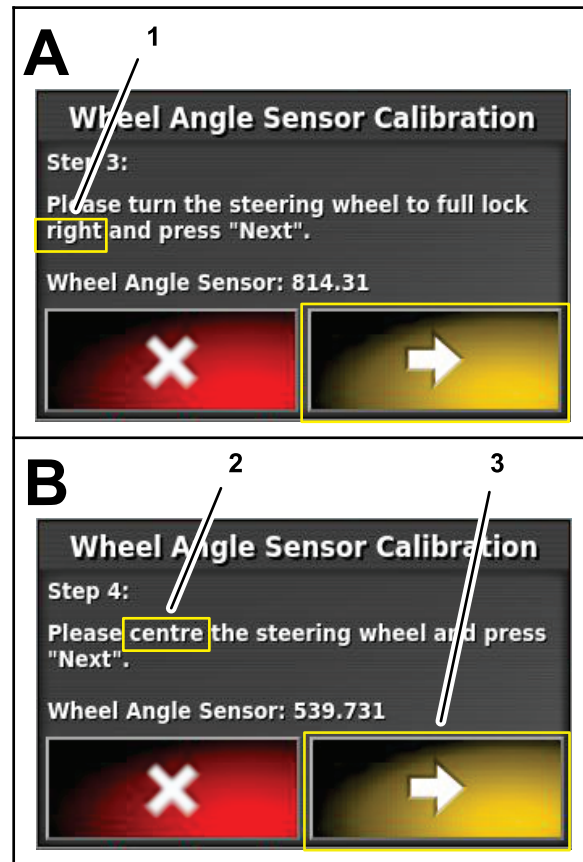 A
1
Wheel Angle Sensor Calibration
Step 3:
Please turn the steering wheel to full lock
right and press "Next".
Wheel Angle Sensor: 814.31
B
2
3
Wheel Angle Sensor Calibration
Step 4:
Please centre the steering wheel and press
"Next".
Wheel Angle Sensor: 539.731